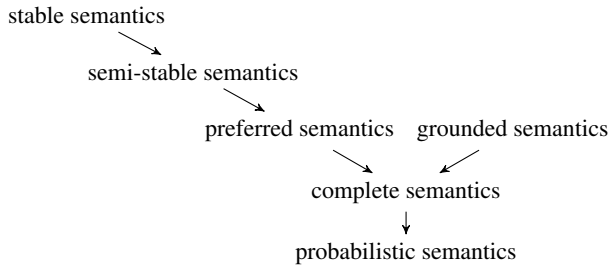 stable semantics
semi-stable semantics
preferred semantics grounded semantics
complete semantics
probabilistic semantics